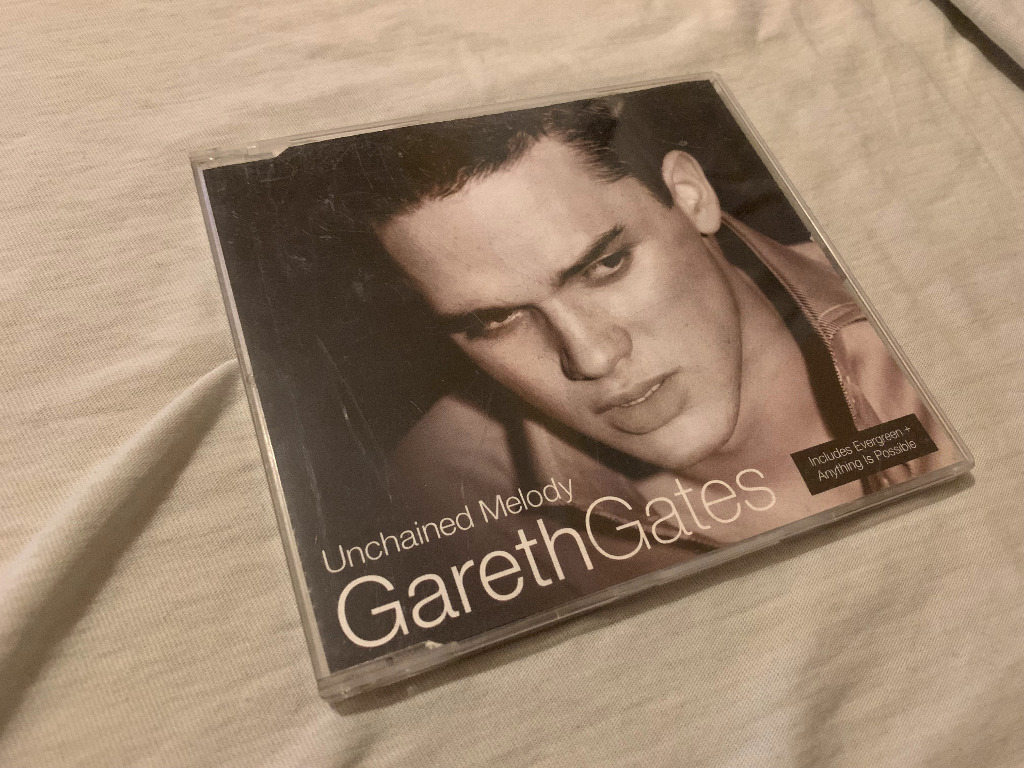 Unchained Melody
GarethGates
Includes Evergreen +
Anything Is Possible